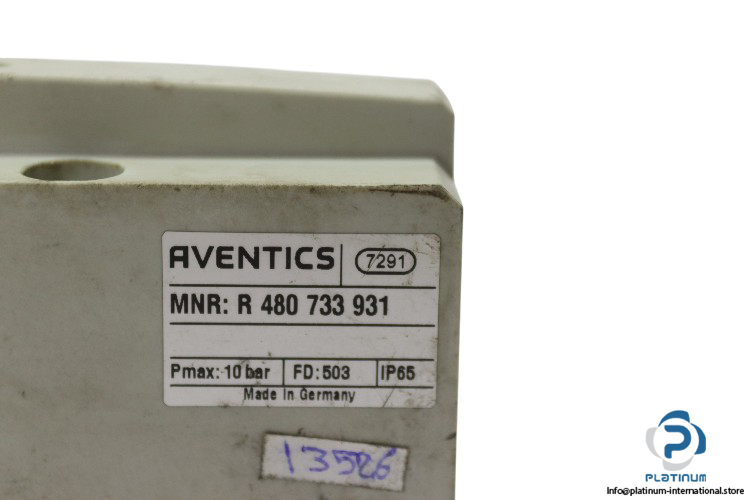 AVENTICS 7291
MNR: R 480 733 931
Pmax: 10 bar FD: 503 IP65
Made in Germany
13526
PLATINUM
Info@platinum-international.store